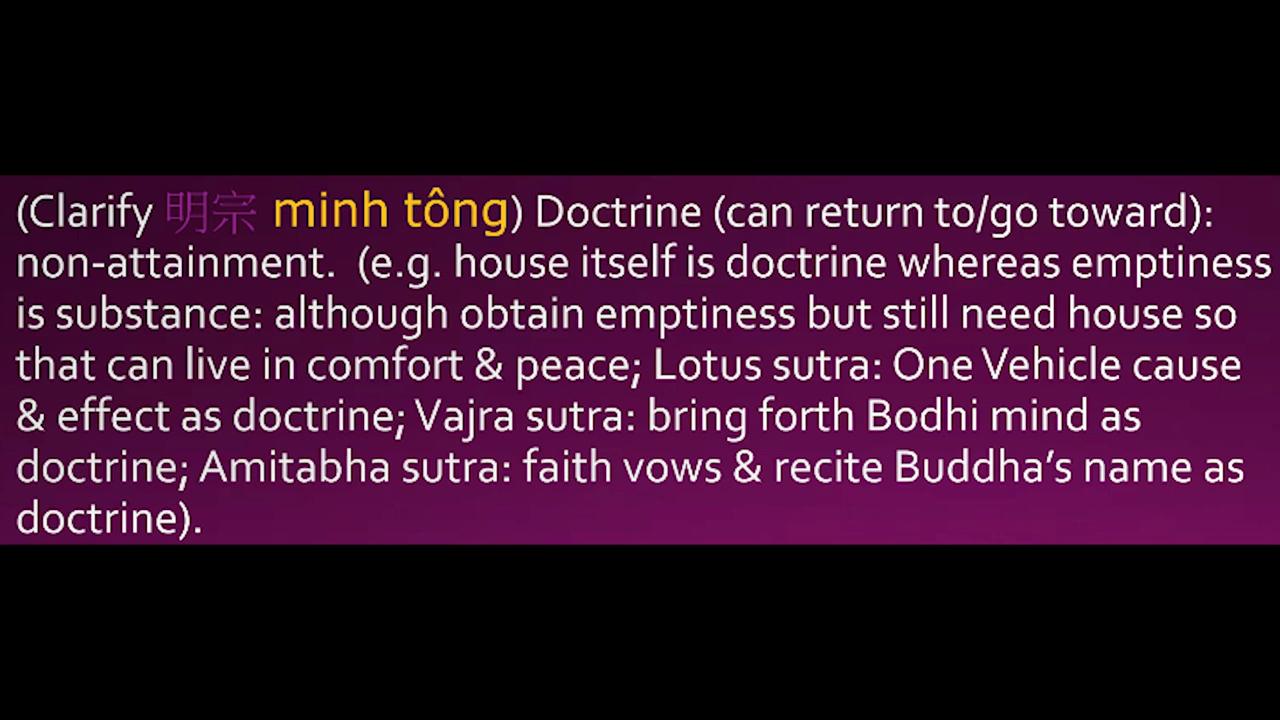 (Clarify 明宗 minh tông) Doctrine (can return to/go toward):
non-attainment.  (e.g. house itself is doctrine whereas emptiness
is substance: although obtain emptiness but still need house so
that can live in comfort & peace; Lotus sutra: One Vehicle cause
& effect as doctrine; Vajra sutra: bring forth Bodhi mind as
doctrine; Amitabha sutra: faith vows & recite Buddha’s name as
doctrine).